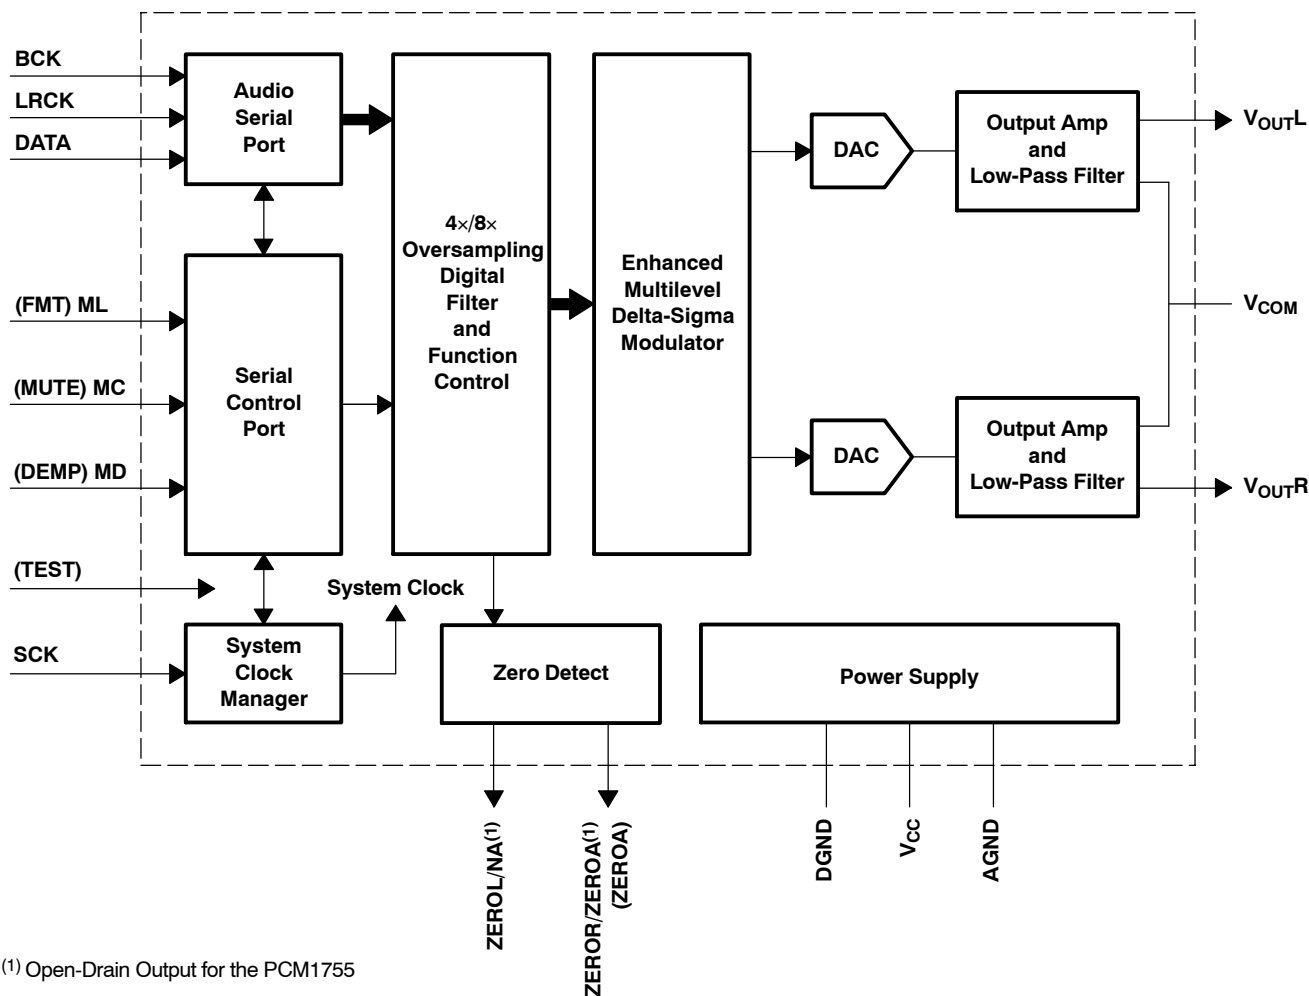 BCK
LRCK
DATA
Audio
Serial
Port
(FMT) ML
(MUTE) MC
(DEMP) MD
Serial
Control
Port
(TEST)
SCK
System
Clock
Manager
System Clock
4×/8×
Oversampling
Digital
Filter
and
Function
Control
Enhanced
Multilevel
Delta-Sigma
Modulator
DAC
Output Amp
and
Low-Pass Filter
VOUTL
VCOM
DAC
Output Amp
and
Low-Pass Filter
VOUTR
Zero Detect
Power Supply
ZEROL/NA(1)
ZEROR/ZEROA(1)
(ZEROA)
DGND
VCC
AGND
(1) Open-Drain Output for the PCM1755